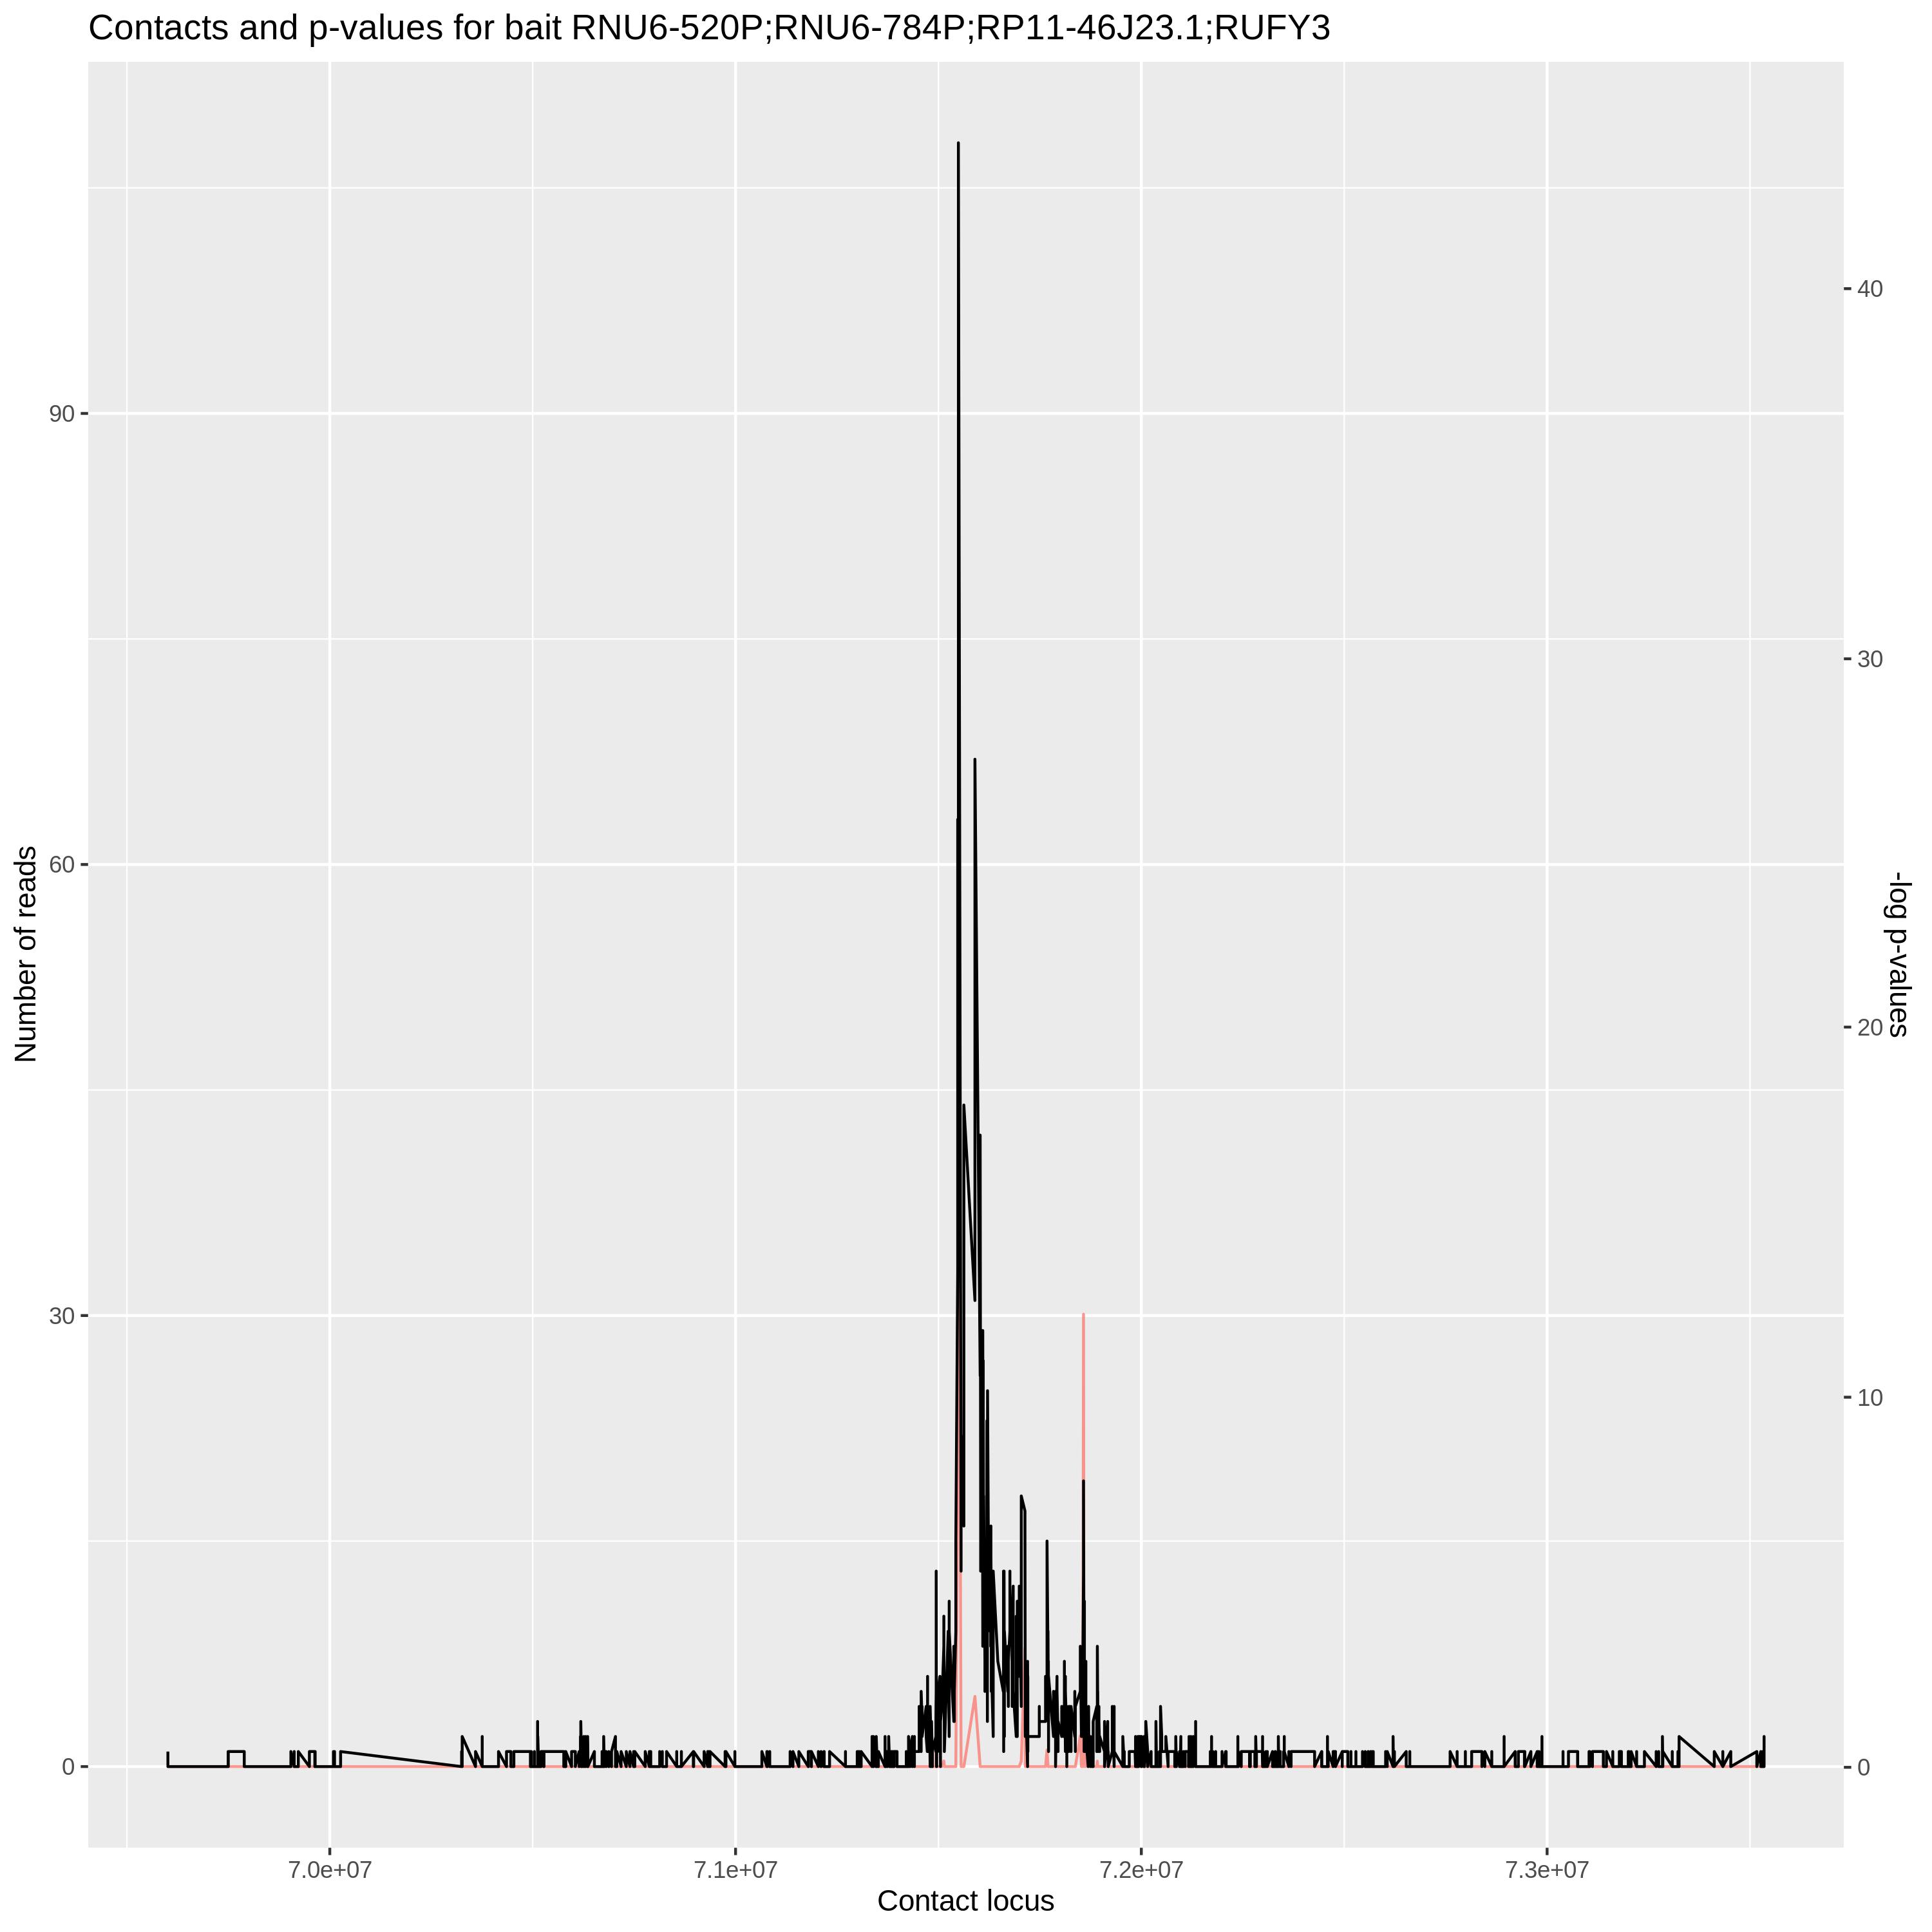 Contacts and p-values for bait RNU6-520P;RNU6-784P;RP11-46J23.1;RUFY3
Number of reads
90
60
30
0
40
30
20
10
0
-log p-values
7.0e+07
7.1e+07
7.2e+07
7.3e+07
Contact locus